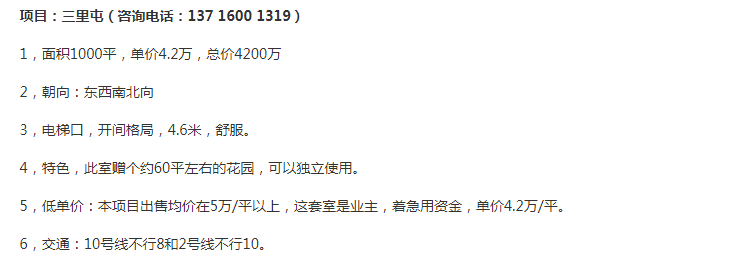 项目：三里屯（咨询电话：137 1600 1319）
1，面积1000平，单价4.2万，总价4200万
2，朝向：东西南北向
3，电梯口，开间格局，4.6米，舒服。
4，特色，此室赠个约60平左右的花园，可以独立使用。
5，低单价：本项目出售均价在5万/平以上，这套室是业主，着急用资金，单价4.2万/平。
6，交通：10号线不行8和2号线不行10。